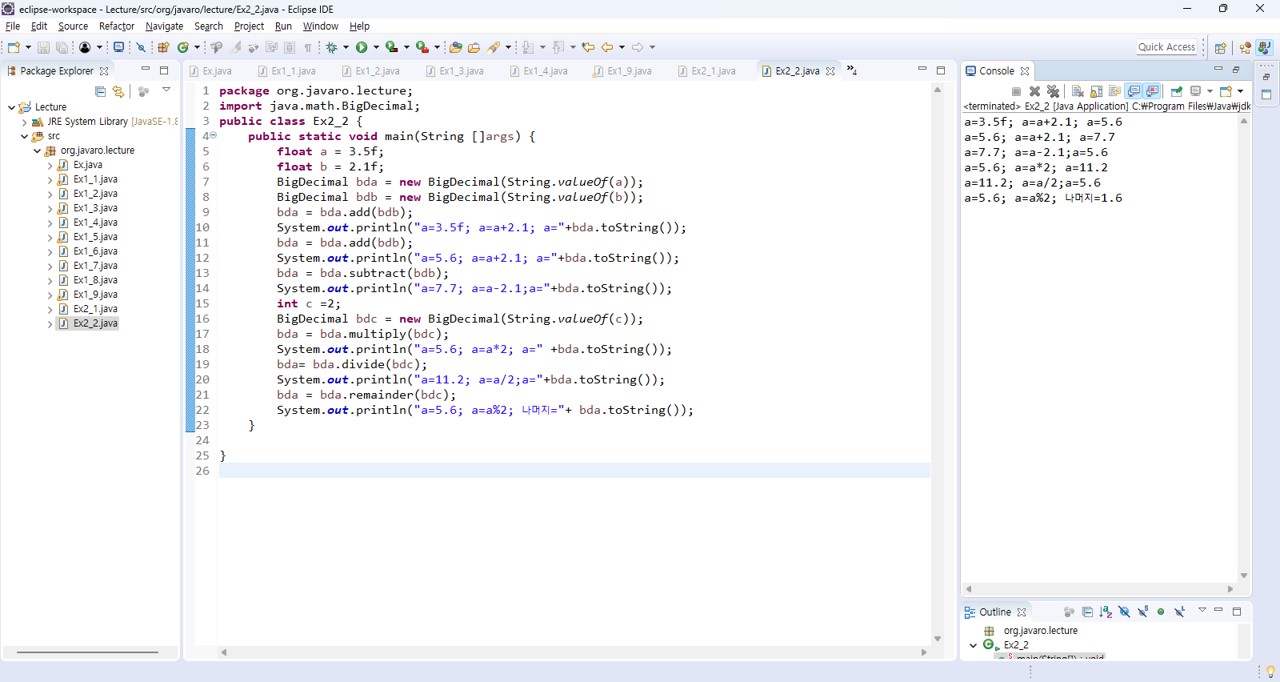 eclipse-workspace - Lecture/src/org/javaro/lecture/Ex2_2.java - Eclipse IDE
File Edit Source Refactor Navigate Search Project Run Window Help
Quick Access
Package Explorer
Lecture
JRE System Library [JavaSE-1.8
src
org.javaro.lecture
Ex.java
Ex1_1.java
Ex1_2.java
Ex1_3.java
Ex1_4.java
Ex1_5.java
Ex1_6.java
Ex1_7.java
Ex1_8.java
Ex1_9.java
Ex2_1.java
Ex2_2.java
Ex.java Ex1_1.java Ex1_2.java Ex1_3.java Ex1_4.java Ex1_9.java Ex2_1.java Ex2_2.java »4
1 package org.javaro.lecture;
2 import java.math.BigDecimal;
3 public class Ex2_2 {
4 public static void main(String []args) {
5 float a = 3.5f;
6 float b = 2.1f;
7 BigDecimal bda = new BigDecimal(String.valueOf(a));
8 BigDecimal bdb = new BigDecimal(String.valueOf(b));
9 bda = bda.add(bdb);
10 System.out.println("a=3.5f; a=a+2.1; a="+bda.toString());
11 bda = bda.add(bdb);
12 System.out.println("a=5.6; a=a+2.1; a="+bda.toString());
13 bda = bda.subtract(bdb);
14 System.out.println("a=7.7; a=a-2.1;a="+bda.toString());
15 int c =2;
16 BigDecimal bdc = new BigDecimal(String.valueOf(c));
17 bda = bda.multiply(bdc);
18 System.out.println("a=5.6; a=a*2; a=" +bda.toString());
19 bda= bda.divide(bdc);
20 System.out.println("a=11.2; a=a/2;a="+bda.toString());
21 bda = bda.remainder(bdc);
22 System.out.println("a=5.6; a=a%2; 나머지="+ bda.toString());
23 }
24
25 }
26
Console
<terminated> Ex2_2 [Java Application] C:₩Program Files₩Java₩jdk
a=3.5f; a=a+2.1; a=5.6
a=5.6; a=a+2.1; a=7.7
a=7.7; a=a-2.1;a=5.6
a=5.6; a=a*2; a=11.2
a=11.2; a=a/2;a=5.6
a=5.6; a=a%2; 나머지=1.6
Outline
org.javaro.lecture
Ex2_2
main(String[]) : void